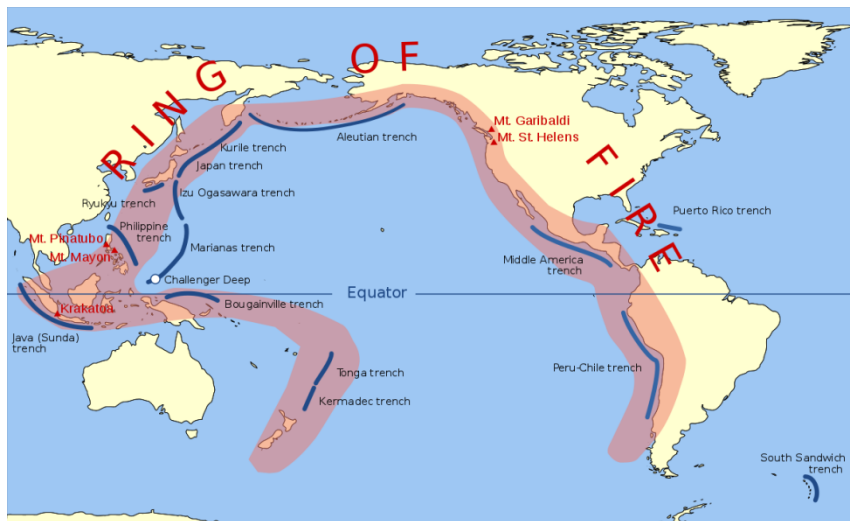 RING OF FIRE
Mt. Garibaldi
Mt. St. Helens
Aleutian trench
Kurile trench
Japan trench
Izu Ogasawara trench
Ryukyu trench
Philippine
trench
Mt. Pinatubo
Mt. Mayon
Marianas trench
Challenger Deep
Krakatoa
Equator
Bougainville trench
Java (Sunda)
trench
Tonga trench
Kermadec trench
Puerto Rico trench
Middle America
trench
Peru-Chile trench
South Sandwich
trench